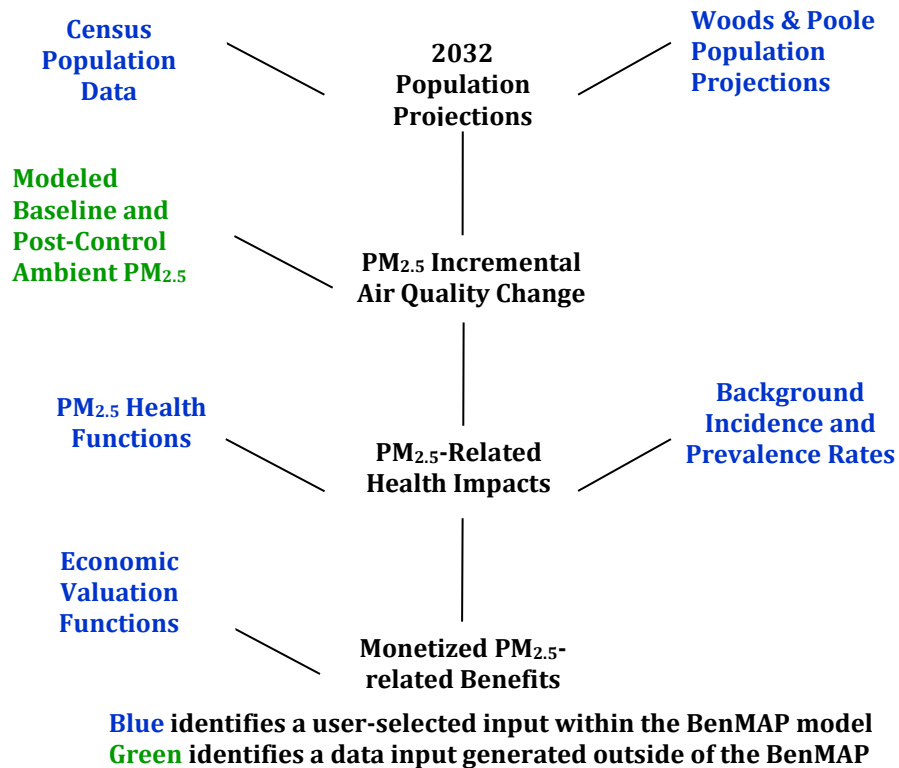 Census
Population
Data
2032
Population
Projections
Woods & Poole
Population
Projections
Modeled
Baseline and
Post-Control
Ambient PM2.5
PM2.5 Incremental
Air Quality Change
PM2.5 Health
Functions
PM2.5-Related
Health Impacts
Background
Incidence and
Prevalence Rates
Economic
Valuation
Functions
Monetized PM2.5-
related Benefits
Blue identifies a user-selected input within the BenMAP model
Green identifies a data input generated outside of the BenMAP